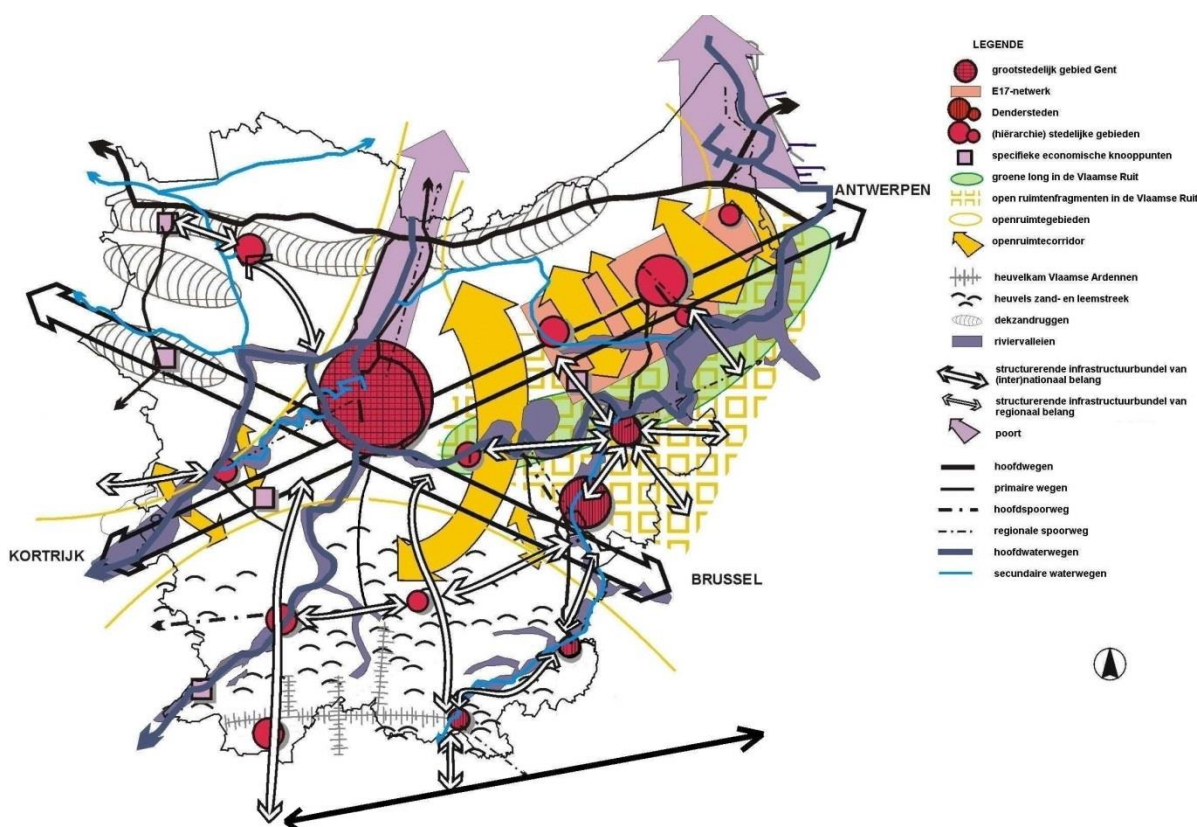 LEGENDE
grootstedelijk gebied Gent
E17-netwerk
Dendersteden
(hiërarchie) stedelijke gebieden
specifieke economische knooppunten
groene long in de Vlaamse Ruit
open ruimtenfragmenten in de Vlaamse Ruit
openruimtegebieden
openruimtecorridor
heuvelkam Vlaamse Ardennen
heuvels zand- en leemstreek
dekzandruggen
riviervalleien
structurerende infrastructuurbundel van
(inter)nationaal belang
structurerende infrastructuurbundel van
regionaal belang
poort
hoofdwegen
primaire wegen
hoofdspoorweg
regionale spoorweg
hoofdwaterwegen
secundaire waterwegen
ANTWERPEN
KORTRIJK
BRUSSEL